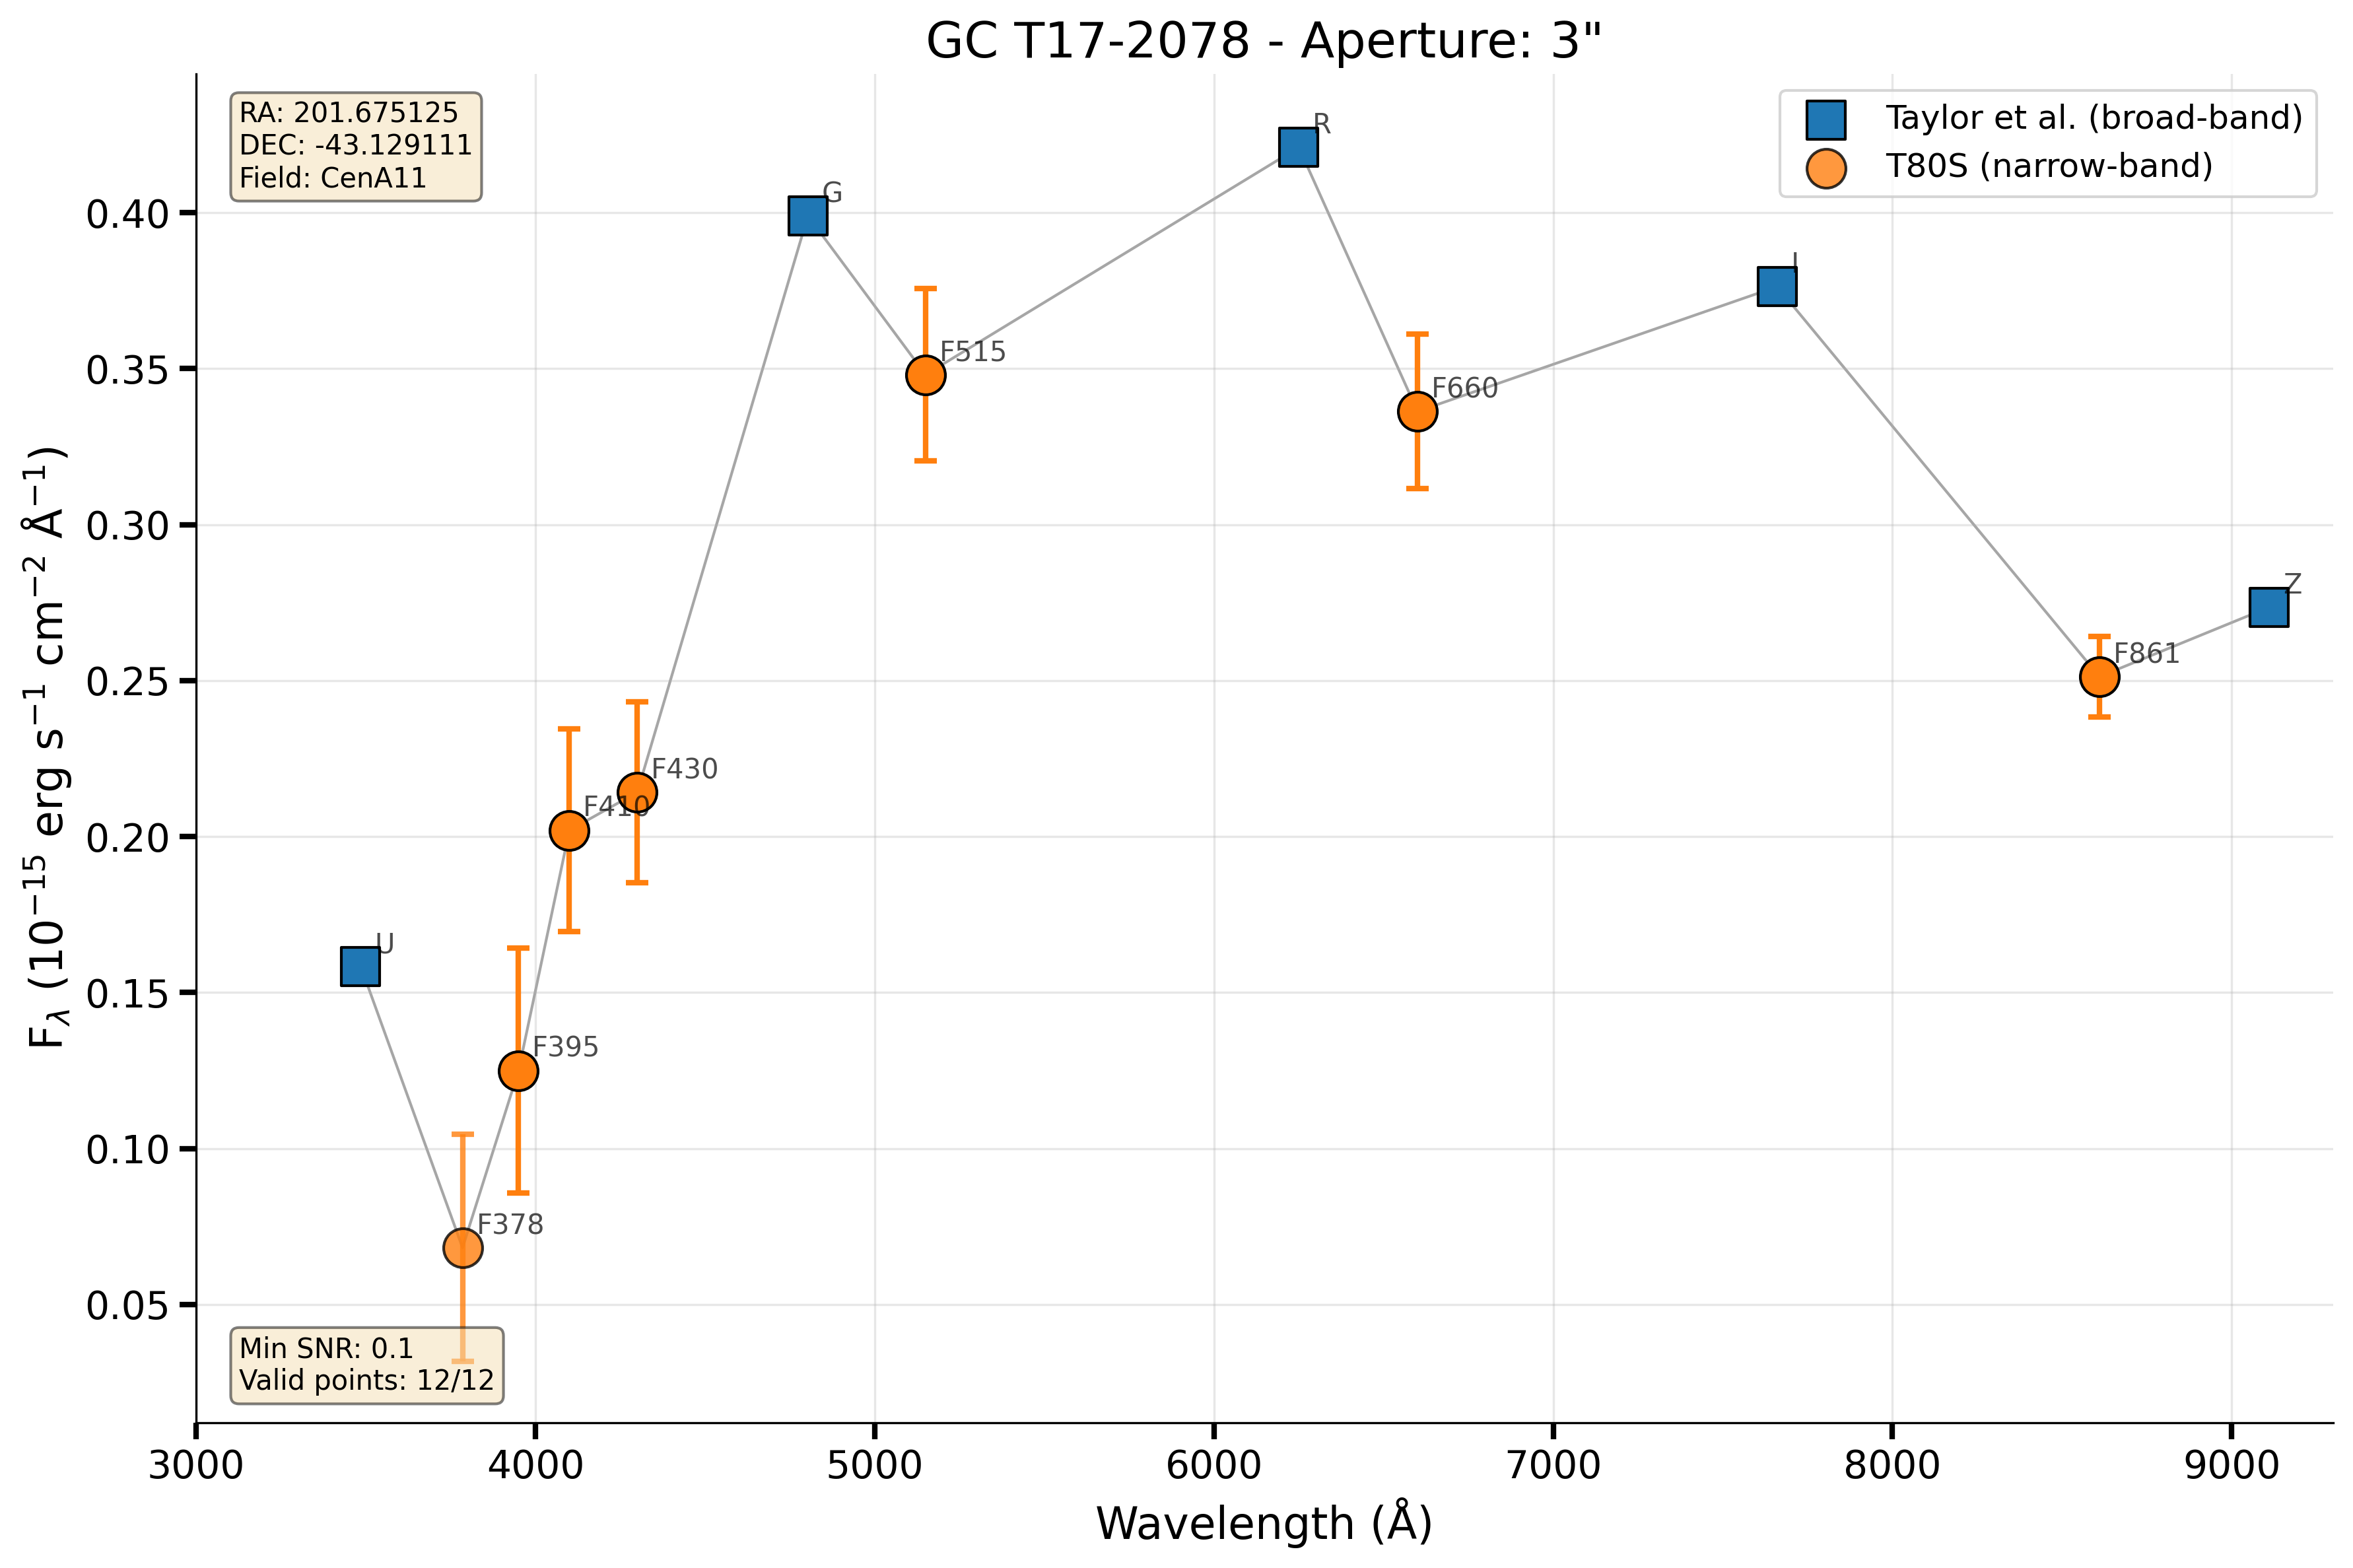 GC T17-2078 - Aperture: 3"
RA: 201.675125
DEC: -43.129111
Field: CenA11
Taylor et al. (broad-band)
T80S (narrow-band)
R
G
I
F515
F660
Z
F861
F430
F410
U
F395
F378
Min SNR: 0.1
Valid points: 12/12
0.40
0.35
0.30
0.25
0.20
0.15
0.10
0.05
F𝜆 (10⁻¹⁵ erg s⁻¹ cm⁻² Å⁻¹)
3000 4000 5000 6000 7000 8000 9000
Wavelength (Å)